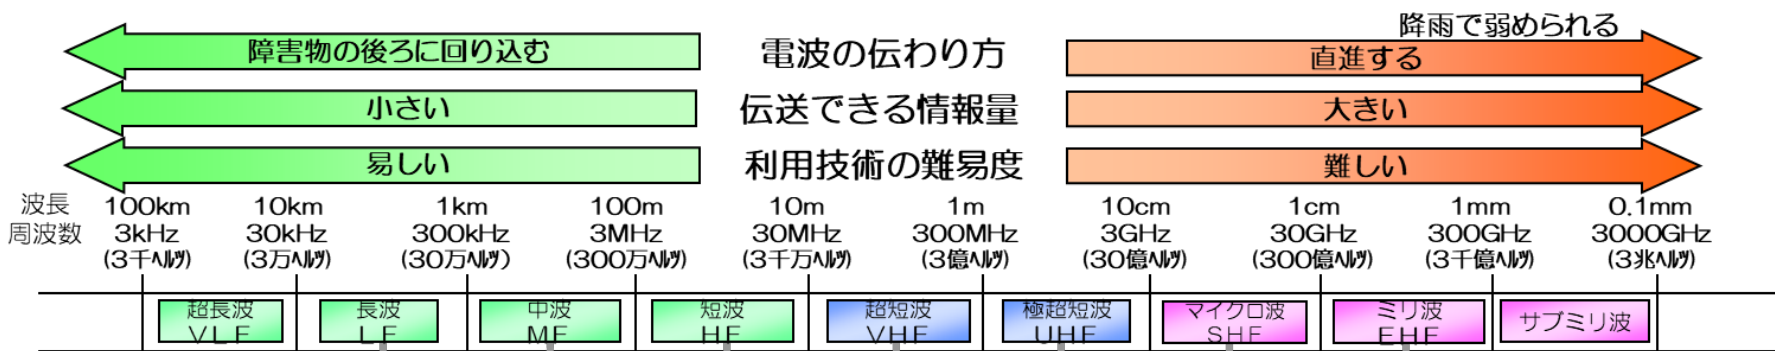 降雨で弱められる
障害物の後ろに回り込む 電波の伝わり方 直進する
小さい 伝送できる情報量 大きい
易しい 利用技術の難易度 難しい
波長 100km 10km 1km 100m 10m 1m 10cm 1cm 1mm 0.1mm
周波数 3kHz 30kHz 300kHz 3MHz 30MHz 300MHz 3GHz 30GHz 300GHz 3000GHz
(3千ヘルツ) (3万ヘルツ) (30万ヘルツ) (300万ヘルツ) (3千万ヘルツ) (3億ヘルツ) (30億ヘルツ) (300億ヘルツ) (3千億ヘルツ) (3兆ヘルツ)
超長波 長波 中波 短波 超短波 極超短波 マイクロ波 ミリ波 サブミリ波
VLF LF MF HF VHF UHF SHF EHF